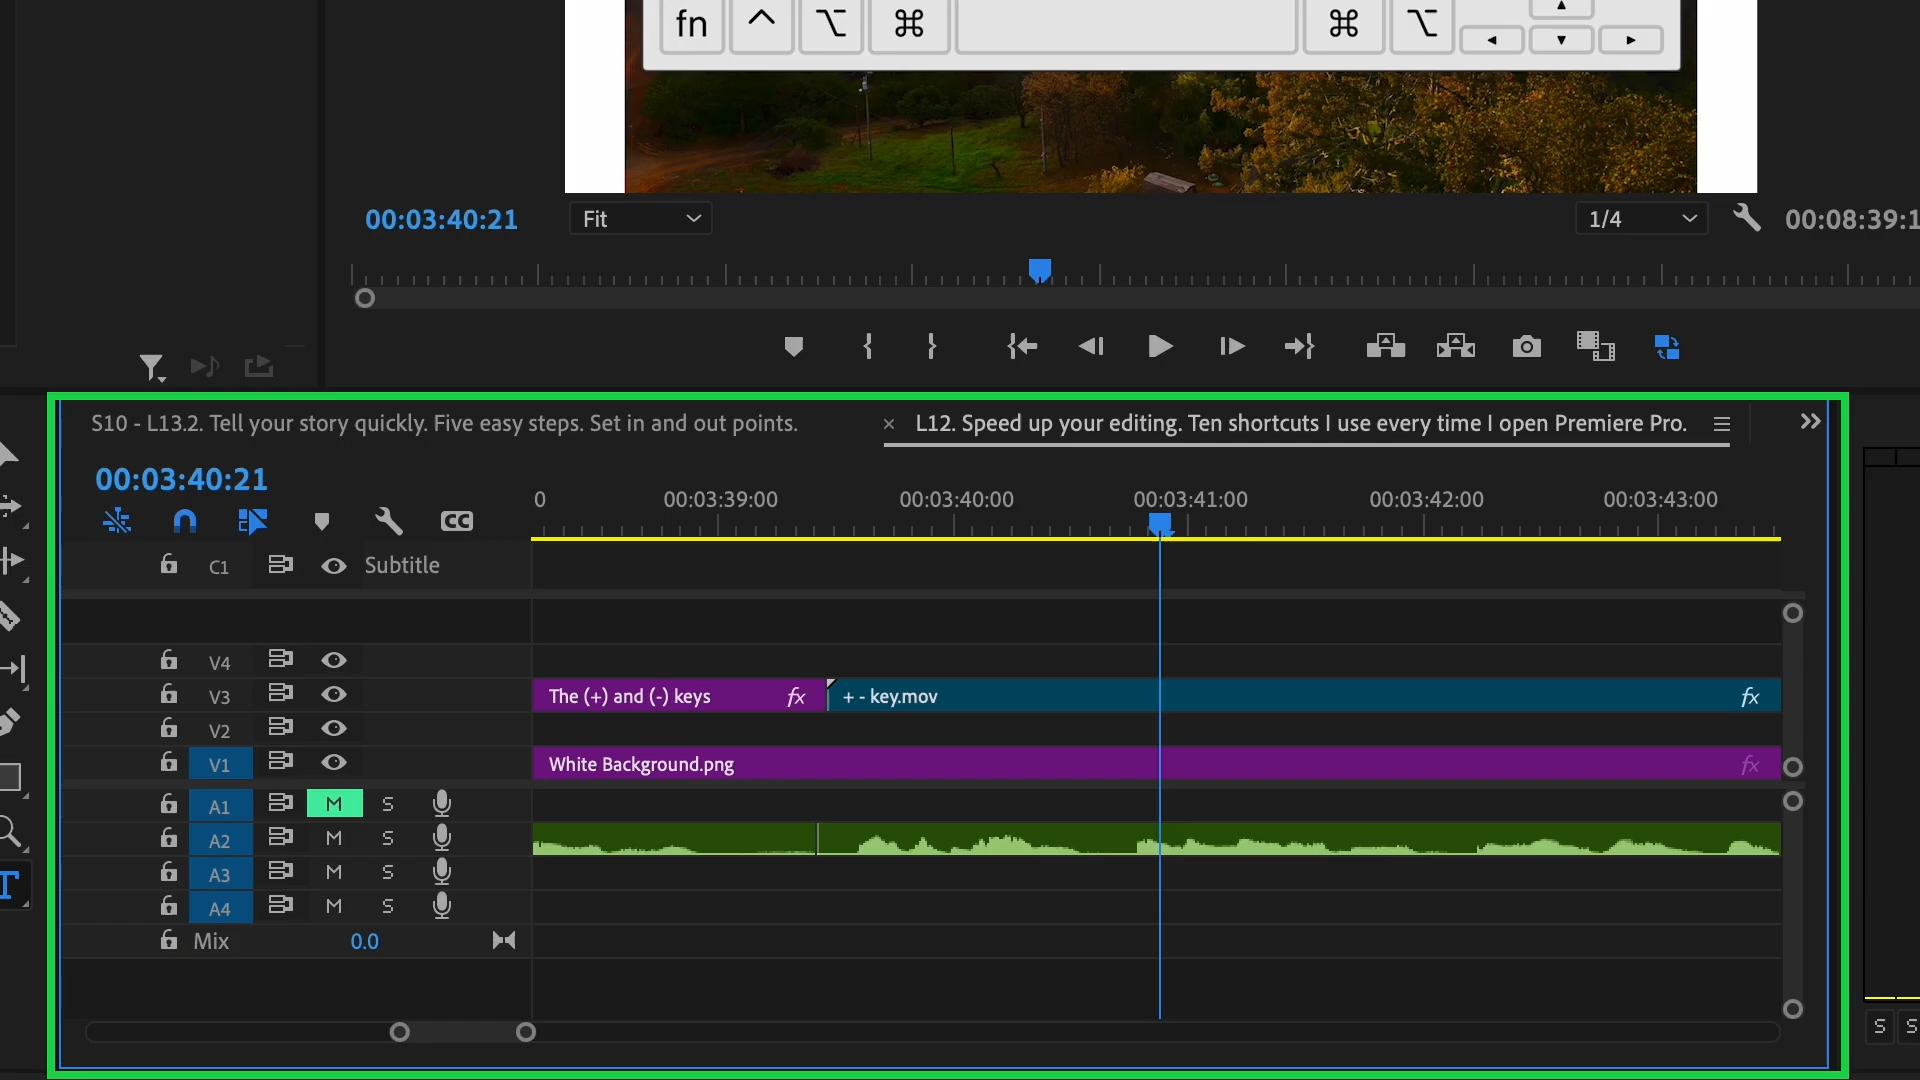 fn ^ ⌥ ⌘ ⌘ ⌥
00:03:40:21 Fit 1/4 00:08:39:1
S10 - L13.2. Tell your story quickly. Five easy steps. Set in and out points.
× L12. Speed up your editing. Ten shortcuts I use every time I open Premiere Pro.
00:03:40:21
0 00:03:39:00 00:03:40:00 00:03:41:00 00:03:42:00 00:03:43:00
CC
C1 Subtitle
V4
V3 The (+) and (-) keys fx + - key.mov fx
V2
V1 White Background.png fx
A1 M S
A2 M S
A3 M S
A4 M S
Mix 0.0
T
S S